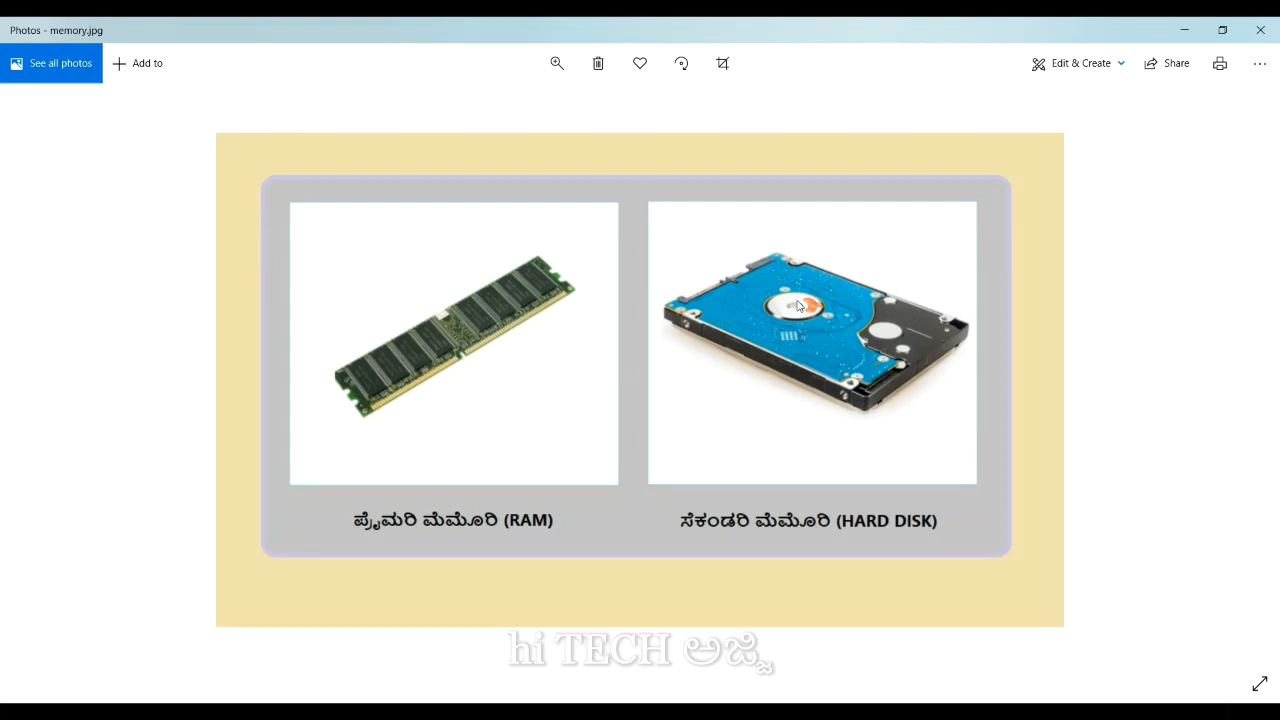 Photos - memory.jpg
See all photos
Add to
Edit & Create
Share
ಪ್ರೈಮರಿ ಮೆಮೊರಿ (RAM)
ಸೆಕಂಡರಿ ಮೆಮೊರಿ (HARD DISK)
hi TECH ಅಜ್ಜಿ